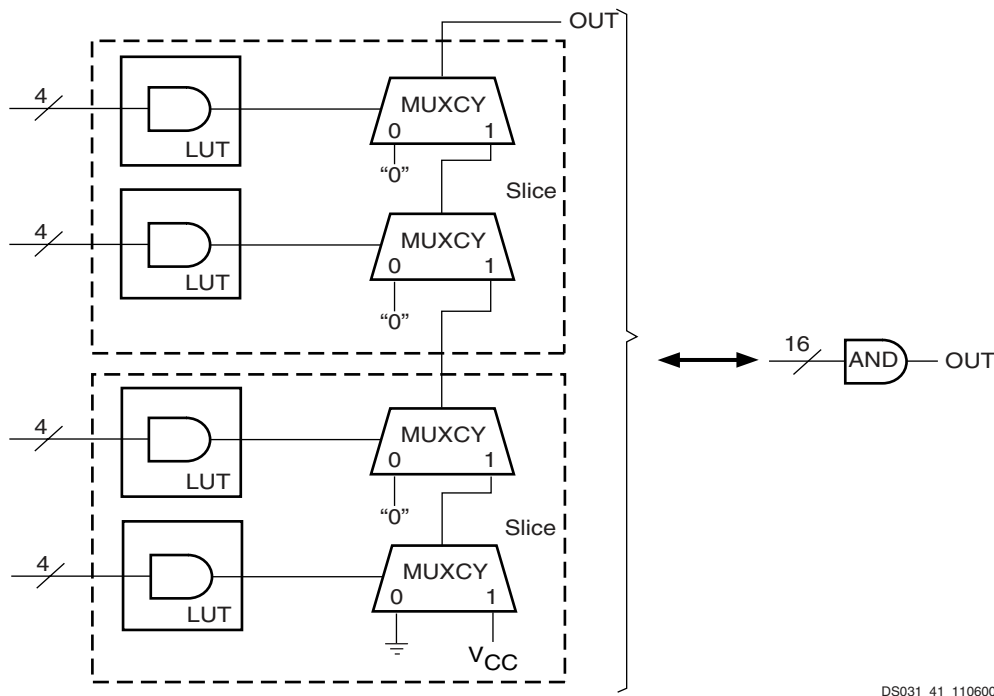 OUT
4
LUT
MUXCY
0 1
“0”
Slice
4
LUT
MUXCY
0 1
“0”
16
AND
OUT
4
LUT
MUXCY
0 1
“0”
Slice
4
LUT
MUXCY
0 1
VCC
DS031_41_110600